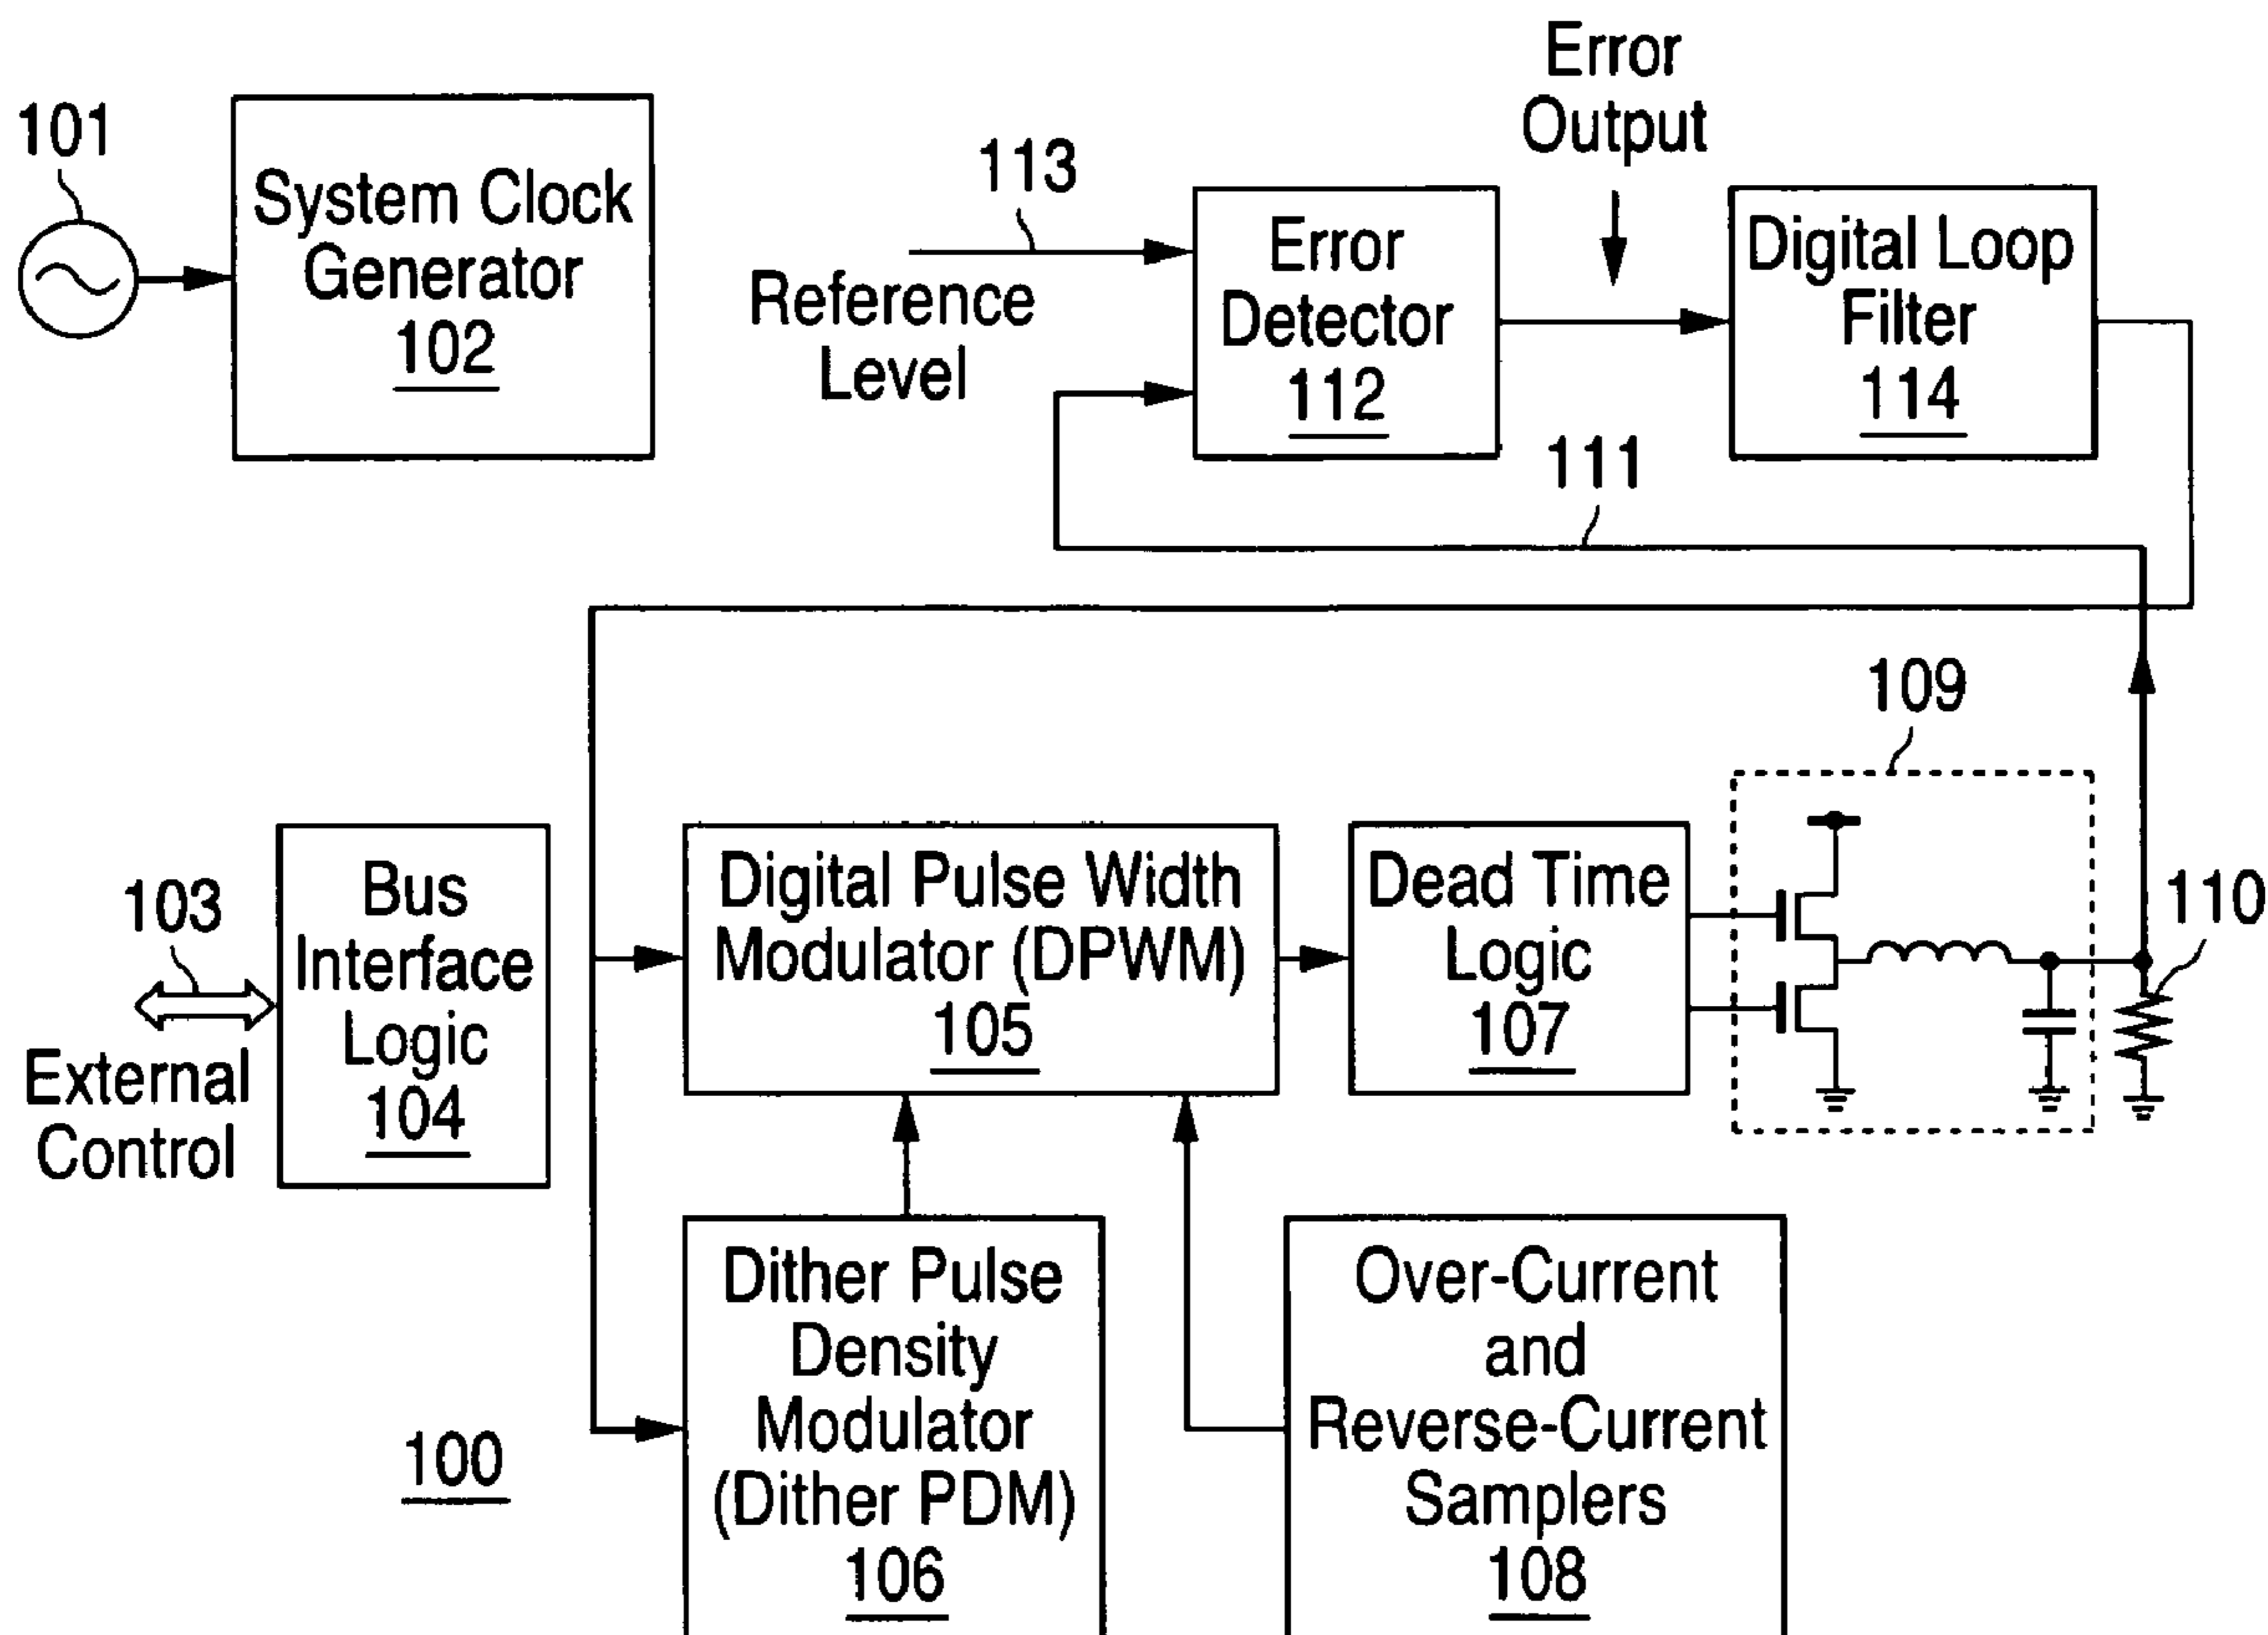 101
System Clock
Generator
102
113
Reference
Level
Error
Detector
112
Error
Output
Digital Loop
Filter
114
111
109
103
External
Control
Bus
Interface
Logic
104
Digital Pulse Width
Modulator (DPWM)
105
Dead Time
Logic
107
110
100
Dither Pulse
Density
Modulator
(Dither PDM)
106
Over-Current
and
Reverse-Current
Samplers
108